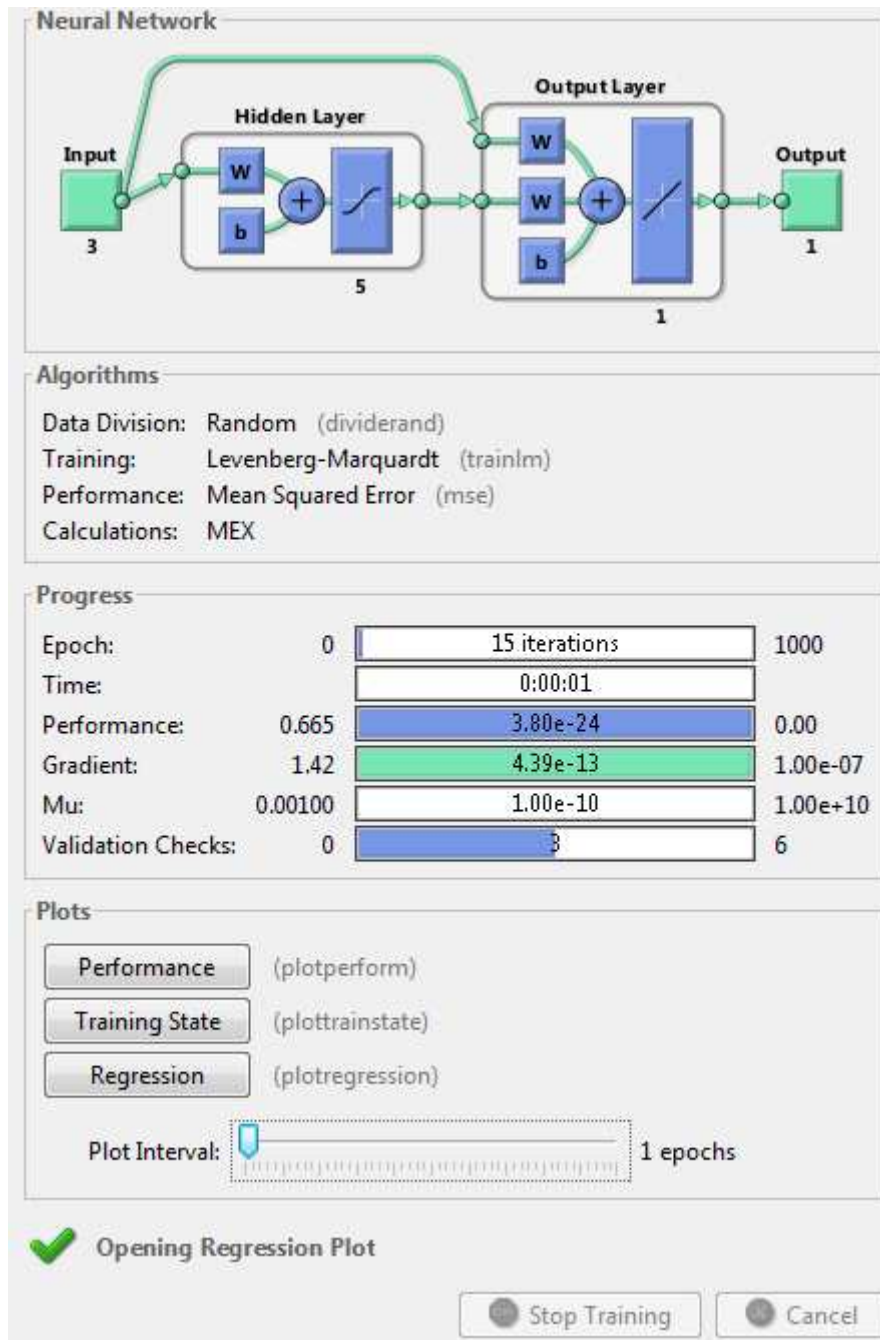 Neural Network
Hidden Layer
Output Layer
Input
Output
W
b
W
W
b
3
5
1
1
Algorithms
Data Division: Random (dividerand)
Training: Levenberg-Marquardt (trainlm)
Performance: Mean Squared Error (mse)
Calculations: MEX
Progress
Epoch: 0 15 iterations 1000
Time: 0:00:01
Performance: 0.665 3.80e-24 0.00
Gradient: 1.42 4.39e-13 1.00e-07
Mu: 0.00100 1.00e-10 1.00e+10
Validation Checks: 0 3 6
Plots
Performance (plotperform)
Training State (plottrainstate)
Regression (plotregression)
Plot Interval: 1 epochs
Opening Regression Plot
Stop Training Cancel